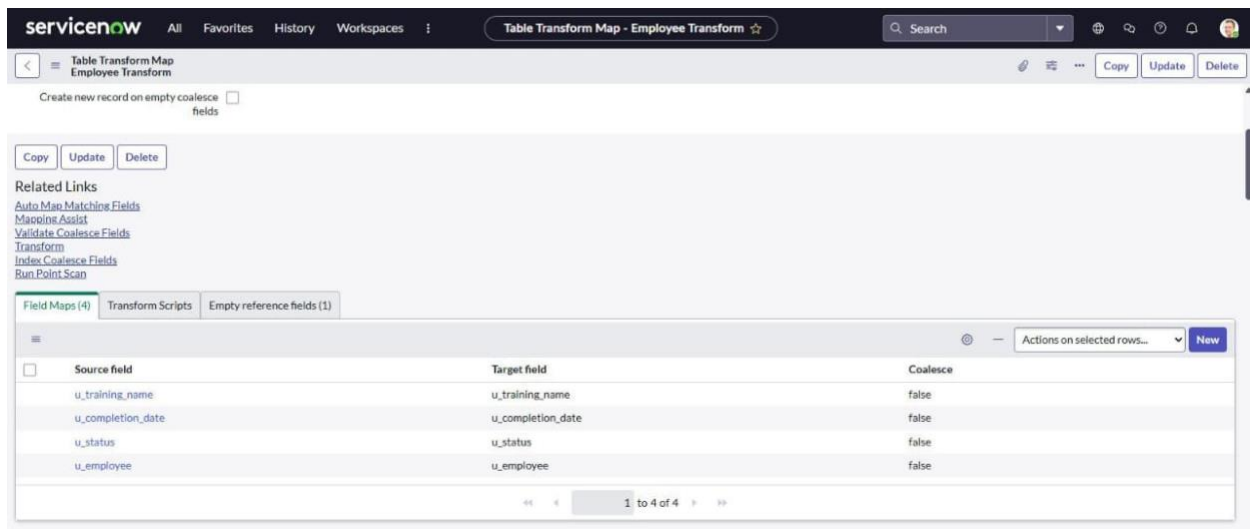 servicenow All Favorites History Workspaces Table Transform Map - Employee Transform Search
Table Transform Map
Employee Transform
Copy Update Delete
Create new record on empty coalesce
fields
Copy Update Delete
Related Links
Auto Map Matching Fields
Mapping Assist
Validate Coalesce Fields
Transform
Index Coalesce Fields
Run Point Scan
Field Maps (4) Transform Scripts Empty reference fields (1)
Actions on selected rows... New
Source field Target field Coalesce
u_training_name u_training_name false
u_completion_date u_completion_date false
u_status u_status false
u_employee u_employee false
1 to 4 of 4